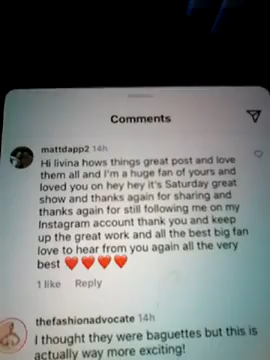 Comments
mattdapp2 14h
Hi livina hows things great post and love
them all and I'm a huge fan of yours and
loved you on hey hey it's Saturday great
show and thanks again for sharing and
thanks again for still following me on my
Instagram account thank you and keep
up the great work and all the best big fan
love to hear from you again all the very
best ❤️❤️❤️❤️
1 like Reply
thefashionadvocate 14h
I thought they were baguettes but this is
actually way more exciting!